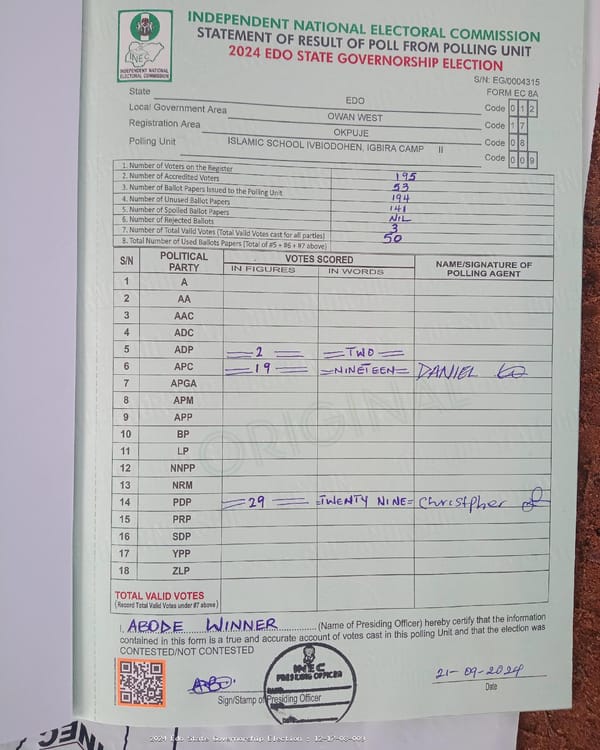 INDEPENDENT NATIONAL ELECTORAL COMMISSION
STATEMENT OF RESULT OF POLL FROM POLLING UNIT
2024 EDO STATE GOVERNORSHIP ELECTION
INEC
INDEPENDENT NATIONAL
ELECTORAL COMMISSION
S/N: EG/0004315
FORM EC 8A
State EDO Code 0 1 2
Local Government Area OWAN WEST Code 1 7
Registration Area OKPUJE Code 0 8
Polling Unit ISLAMIC SCHOOL IVBIODOHEN, IGBIRA CAMP II Code 0 0 9
1. Number of Voters on the Register 195
2. Number of Accredited Voters 53
3. Number of Ballot Papers Issued to the Polling Unit 194
4. Number of Unused Ballot Papers 141
5. Number of Spoiled Ballot Papers NIL
6. Number of Rejected Ballots 3
7. Number of Total Valid Votes (Total Valid Votes cast for all parties) 50
8. Total Number of Used Ballots Papers (Total of #5 + #6 + #7 above)
S/N POLITICAL PARTY VOTES SCORED NAME/SIGNATURE OF POLLING AGENT
IN FIGURES IN WORDS
1 A
2 AA
3 AAC
4 ADC
5 ADP 2 TWO
6 APC 19 NINETEEN DANIEL
7 APGA
8 APM
9 APP
10 BP
11 LP
12 NNPP
13 NRM
14 PDP 29 TWENTY NINE Christpher
15 PRP
16 SDP
17 YPP
18 ZLP
ORIGINAL
TOTAL VALID VOTES
(Record Total Valid Votes under #7 above)
I, ABODE WINNER (Name of Presiding Officer) hereby certify that the information
contained in this form is a true and accurate account of votes cast in this polling Unit and that the election was
CONTESTED/NOT CONTESTED
INEC
PRESIDING OFFICER
Sign/Stamp of Presiding Officer
21-09-2024
Date
INEC
2024 Edo State Governorship Election - 12-17-08-009